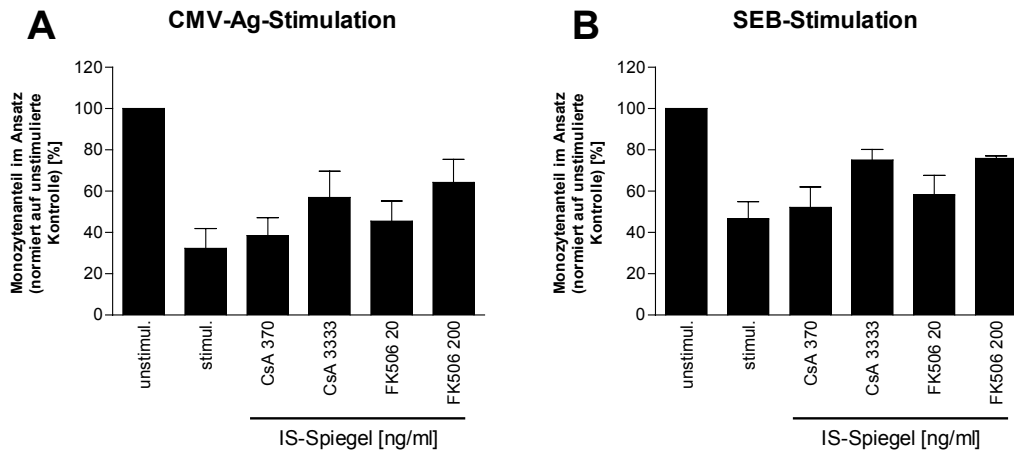 A
CMV-Ag-Stimulation
Monozytenanteil im Ansatz
(normiert auf unstimulierte
Kontrolle) [%]
120
100
80
60
40
20
0
unstimul.
stimul.
CsA 370
CsA 3333
FK506 20
FK506 200
IS-Spiegel [ng/ml]
B
SEB-Stimulation
Monozytenanteil im Ansatz
(normiert auf unstimulierte
Kontrolle) [%]
120
100
80
60
40
20
0
unstimul.
stimul.
CsA 370
CsA 3333
FK506 20
FK506 200
IS-Spiegel [ng/ml]